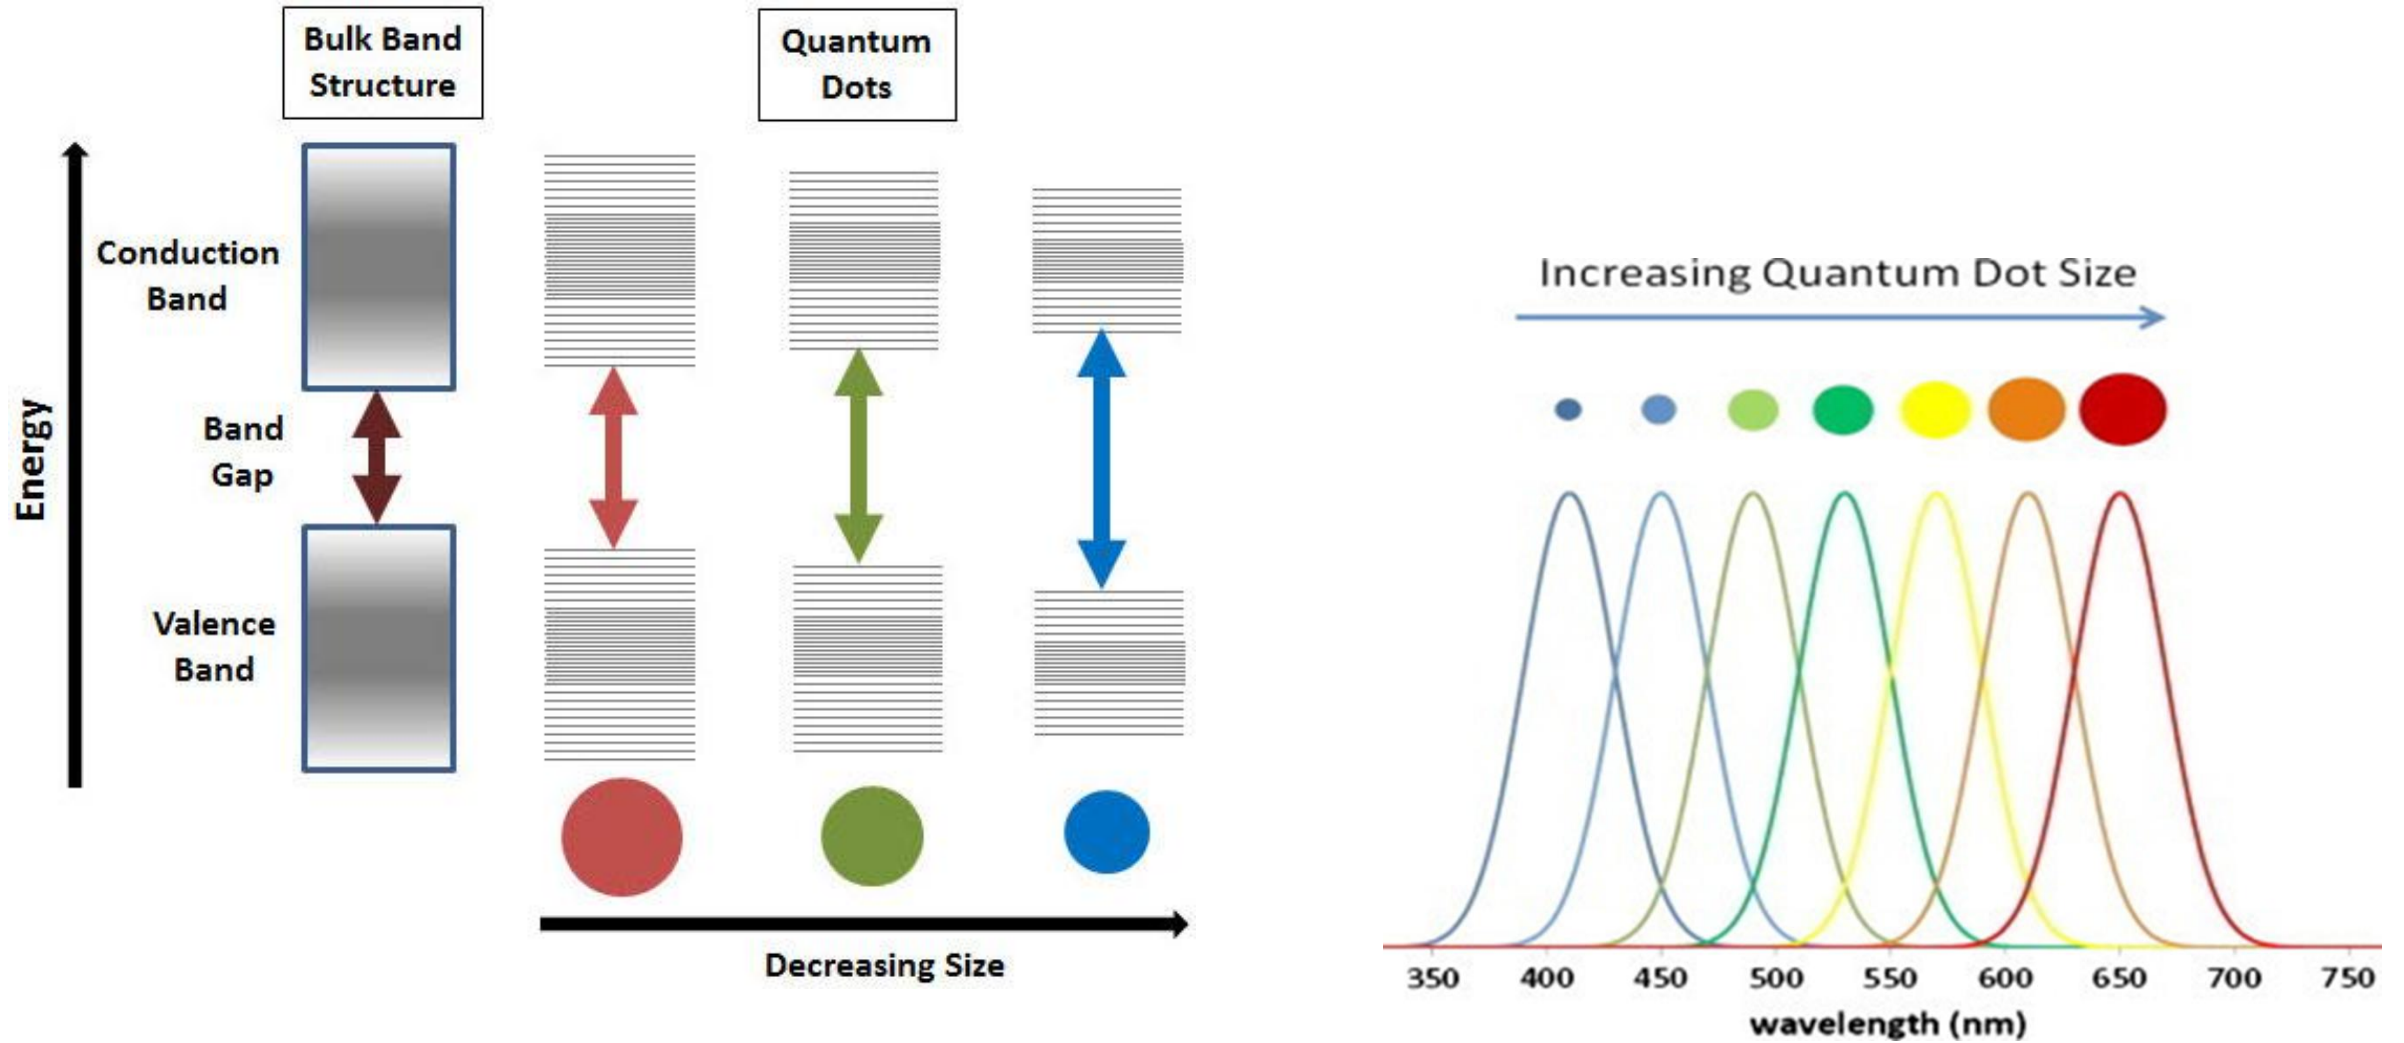 Bulk Band
Structure
Quantum
Dots
Energy
Conduction
Band
Band
Gap
Valence
Band
Decreasing Size
Increasing Quantum Dot Size
350 400 450 500 550 600 650 700 750
wavelength (nm)